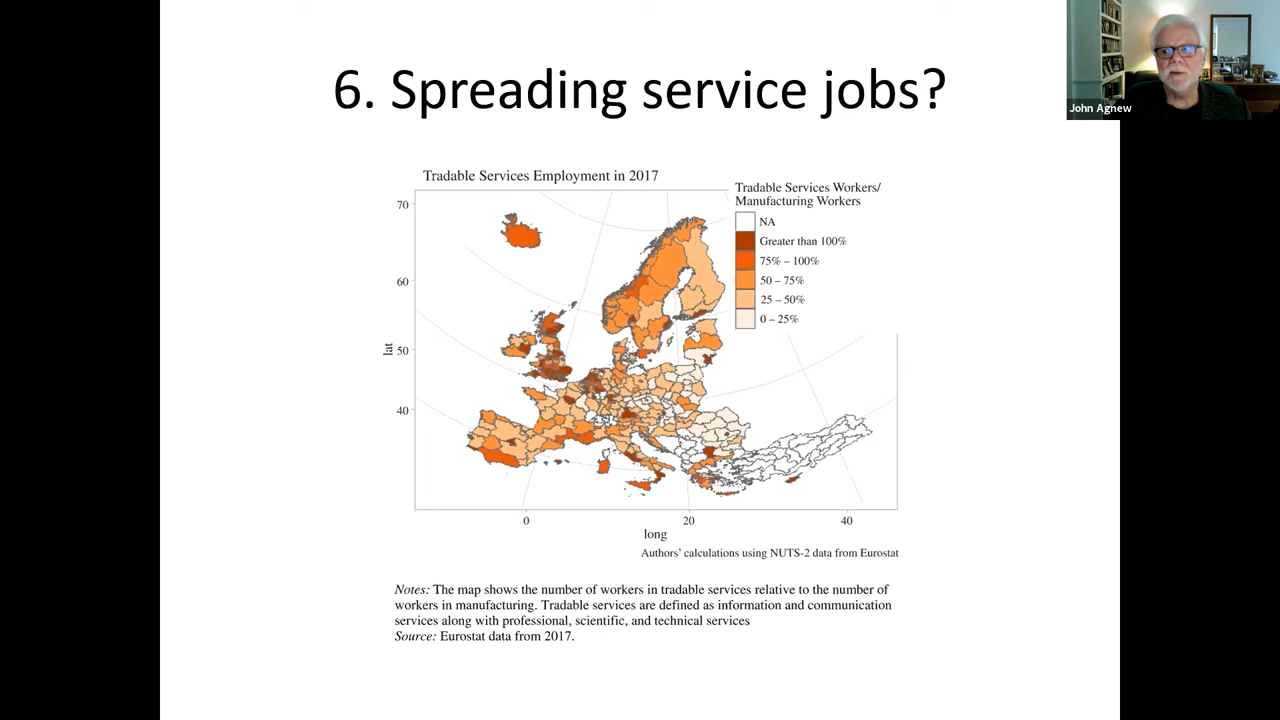 6. Spreading service jobs?
John Agnew
Tradable Services Employment in 2017
Tradable Services Workers/
Manufacturing Workers
NA
Greater than 100%
75% – 100%
50 – 75%
25 – 50%
0 – 25%
70
60
50
40
lat
0
20
40
long
Authors' calculations using NUTS-2 data from Eurostat
Notes: The map shows the number of workers in tradable services relative to the number of
workers in manufacturing. Tradable services are defined as information and communication
services along with professional, scientific, and technical services
Source: Eurostat data from 2017.